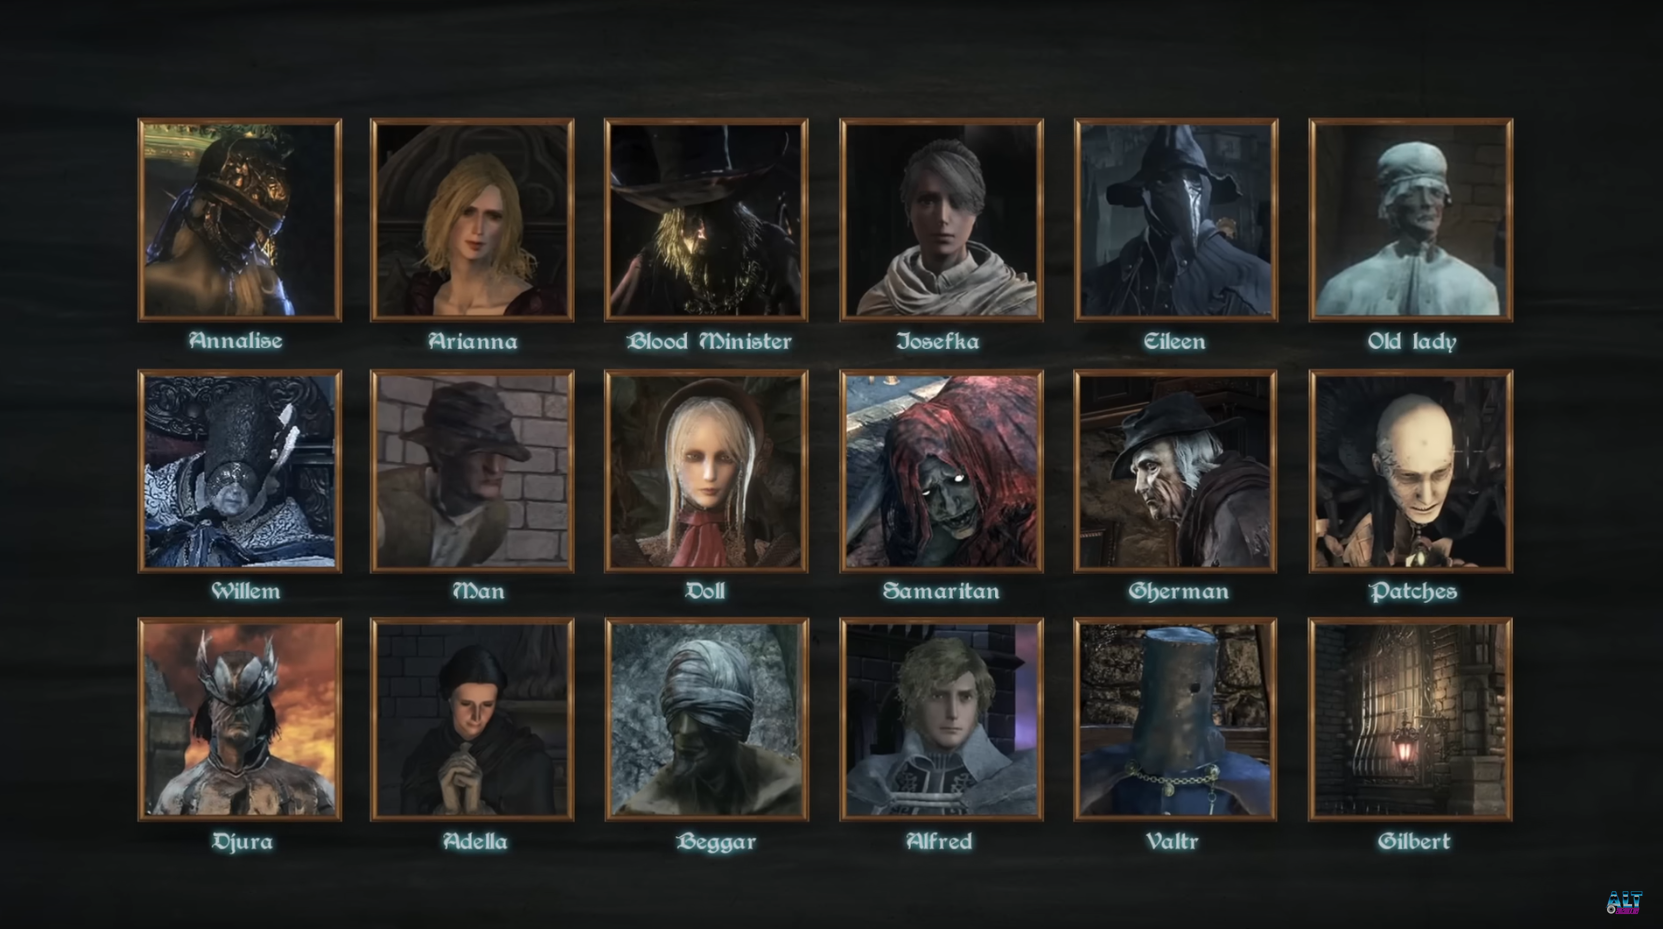 Annalise
Arianna
Blood Minister
Iosefka
Eileen
Old lady
Willem
Man
Doll
Samaritan
Gherman
Patches
Djura
Adella
Beggar
Alfred
Valtr
Gilbert
ALT